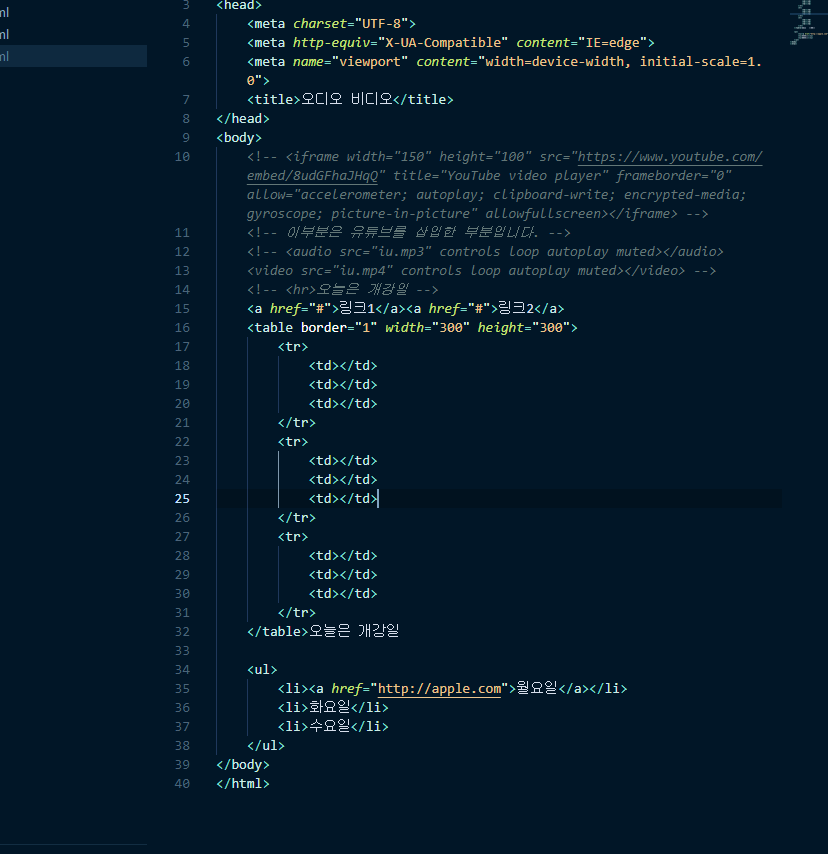 ml
ml
ml
3 <head>
4 <meta charset="UTF-8">
5 <meta http-equiv="X-UA-Compatible" content="IE=edge">
6 <meta name="viewport" content="width=device-width, initial-scale=1.
0">
7 <title>오디오 비디오</title>
8 </head>
9 <body>
10 <!-- <iframe width="150" height="100" src="https://www.youtube.com/
embed/8udGFhaJHqQ" title="YouTube video player" frameborder="0"
allow="accelerometer; autoplay; clipboard-write; encrypted-media;
gyroscope; picture-in-picture" allowfullscreen></iframe> -->
11 <!-- 이부분은 유튜브를 삽입한 부분입니다. -->
12 <!-- <audio src="iu.mp3" controls loop autoplay muted></audio>
13 <video src="iu.mp4" controls loop autoplay muted></video> -->
14 <!-- <hr>오늘은 개강일 -->
15 <a href="#">링크1</a><a href="#">링크2</a>
16 <table border="1" width="300" height="300">
17 <tr>
18 <td></td>
19 <td></td>
20 <td></td>
21 </tr>
22 <tr>
23 <td></td>
24 <td></td>
25 <td></td>
26 </tr>
27 <tr>
28 <td></td>
29 <td></td>
30 <td></td>
31 </tr>
32 </table>오늘은 개강일
33
34 <ul>
35 <li><a href="http://apple.com">월요일</a></li>
36 <li>화요일</li>
37 <li>수요일</li>
38 </ul>
39 </body>
40 </html>